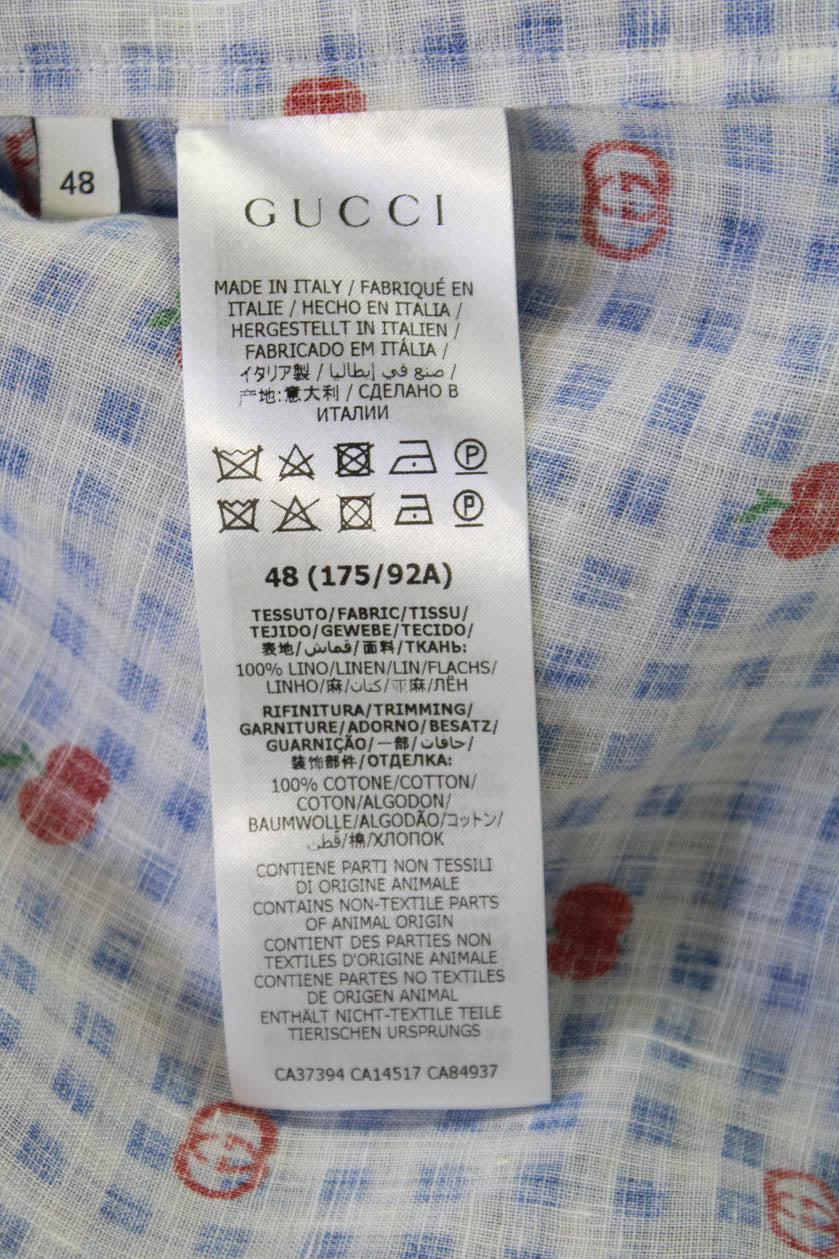 48
GUCCI
MADE IN ITALY / FABRIQUÉ EN
ITALIE / HECHO EN ITALIA /
HERGESTELLT IN ITALIEN /
FABRICADO EM ITÁLIA /
イタリア製 / صنع في إيطاليا /
产地:意大利 / СДЕЛАНО В
ИТАЛИИ
P
P
48 (175/92A)
TESSUTO/FABRIC/TISSU/
TEJIDO/GEWEBE/TECIDO/
表地/قماش/面料/ТКАНЬ:
100% LINO/LINEN/LIN/FLACHS/
LINHO/麻/كتان/亚麻/ЛЁН
RIFINITURA/TRIMMING/
GARNITURE/ADORNO/BESATZ/
GUARNIÇÃO/一部/حافات/
装饰部件/ОТДЕЛКА:
100% COTONE/COTTON/
COTON/ALGODON/
BAUMWOLLE/ALGODÃO/コットン/
قطن/棉/ХЛОПОК
CONTIENE PARTI NON TESSILI
DI ORIGINE ANIMALE
CONTAINS NON-TEXTILE PARTS
OF ANIMAL ORIGIN
CONTIENT DES PARTIES NON
TEXTILES D'ORIGINE ANIMALE
CONTIENE PARTES NO TEXTILES
DE ORIGEN ANIMAL
ENTHÄLT NICHT-TEXTILE TEILE
TIERISCHEN URSPRUNGS
CA37394 CA14517 CA84937